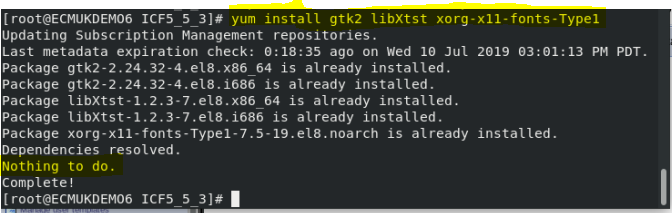 [root@ECMUKDEMO6 ICF5_5_3]# yum install gtk2 libXtst xorg-x11-fonts-Type1
Updating Subscription Management repositories.
Last metadata expiration check: 0:18:35 ago on Wed 10 Jul 2019 03:01:13 PM PDT.
Package gtk2-2.24.32-4.el8.x86_64 is already installed.
Package gtk2-2.24.32-4.el8.i686 is already installed.
Package libXtst-1.2.3-7.el8.x86_64 is already installed.
Package libXtst-1.2.3-7.el8.i686 is already installed.
Package xorg-x11-fonts-Type1-7.5-19.el8.noarch is already installed.
Dependencies resolved.
Nothing to do.
Complete!
[root@ECMUKDEMO6 ICF5_5_3]#
Manage user templates